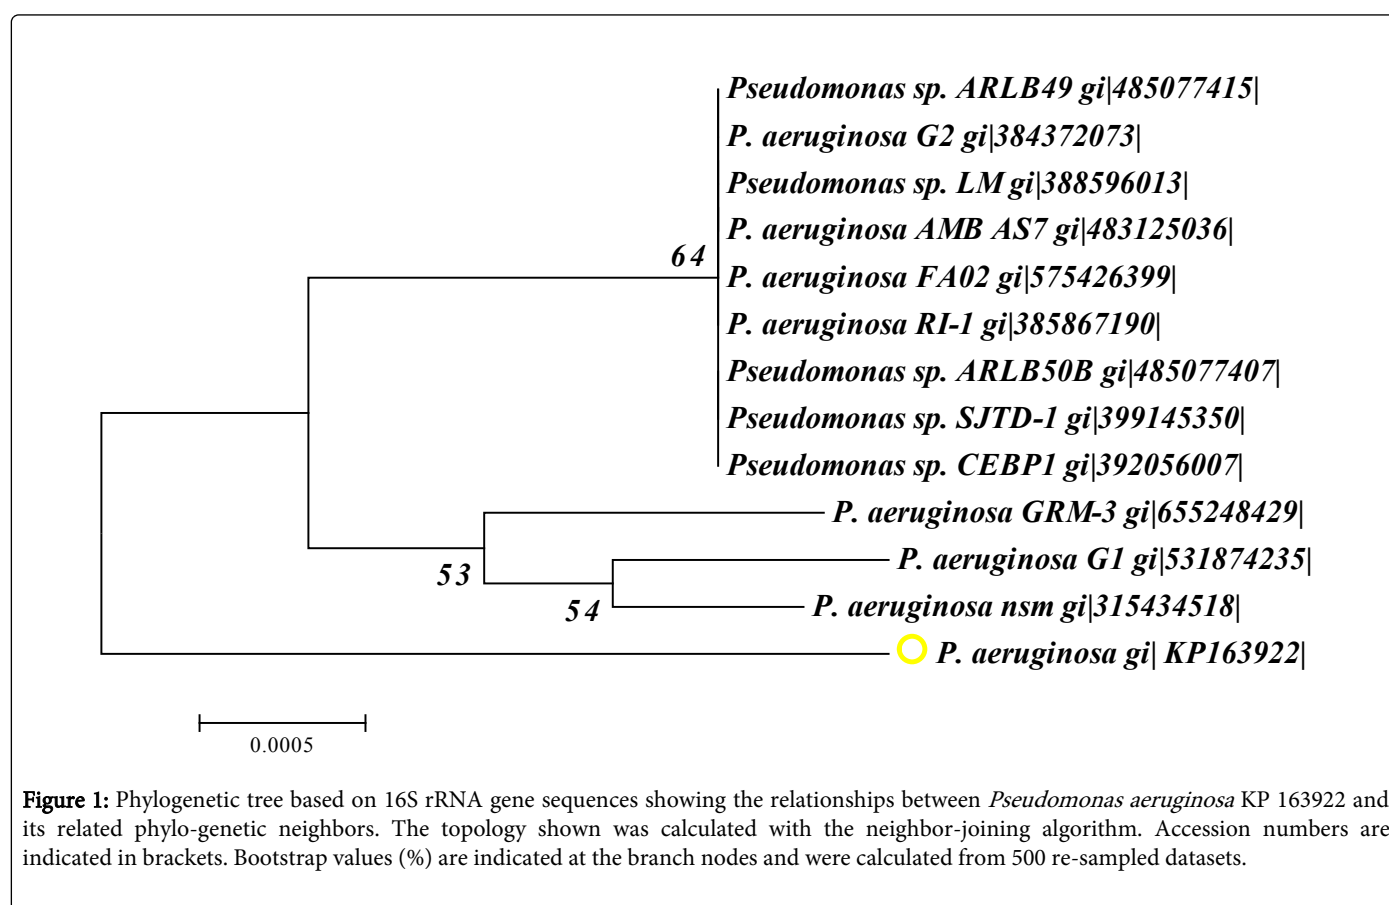 Pseudomonas sp. ARLB49 gi|485077415|
P. aeruginosa G2 gi|384372073|
Pseudomonas sp. LM gi|388596013|
P. aeruginosa AMB AS7 gi|483125036|
64
P. aeruginosa FA02 gi|575426399|
P. aeruginosa RI-1 gi|385867190|
Pseudomonas sp. ARLB50B gi|485077407|
Pseudomonas sp. SJTD-1 gi|399145350|
Pseudomonas sp. CEBP1 gi|392056007|
P. aeruginosa GRM-3 gi|655248429|
P. aeruginosa G1 gi|531874235|
53
P. aeruginosa nsm gi|315434518|
54
P. aeruginosa gi| KP163922|
0.0005
Figure 1: Phylogenetic tree based on 16S rRNA gene sequences showing the relationships between Pseudomonas aeruginosa KP 163922 and
its related phylo-genetic neighbors. The topology shown was calculated with the neighbor-joining algorithm. Accession numbers are
indicated in brackets. Bootstrap values (%) are indicated at the branch nodes and were calculated from 500 re-sampled datasets.